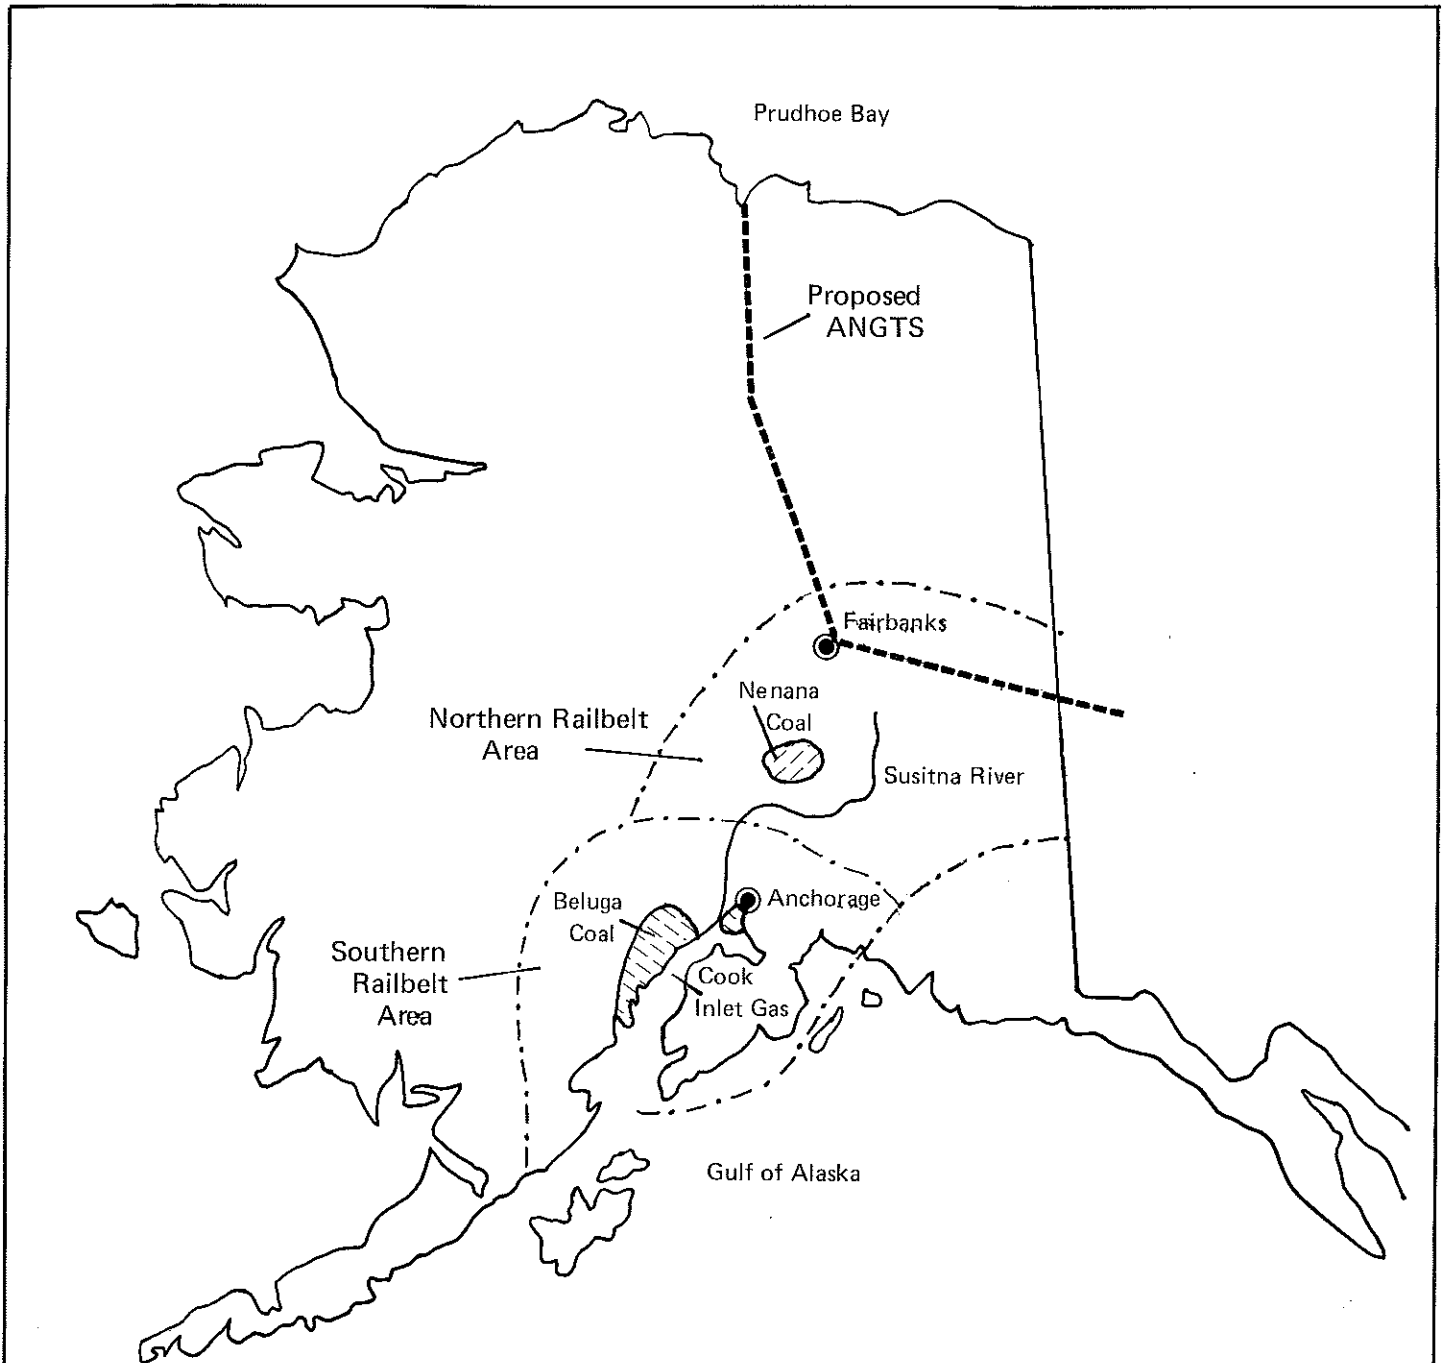 Prudhoe Bay
Proposed
ANGTS
Fairbanks
Nenana
Coal
Northern Railbelt
Area
Susitna River
Beluga
Coal
Anchorage
Southern
Railbelt
Area
Cook
Inlet Gas
Gulf of Alaska